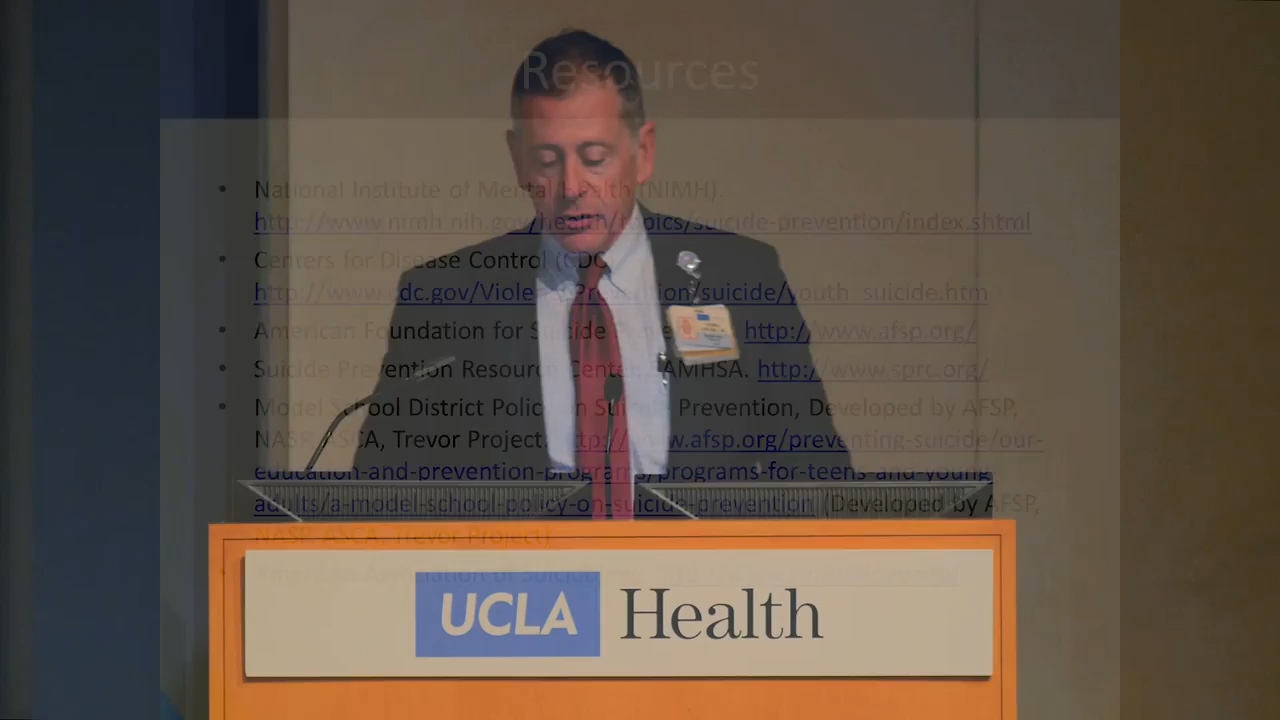 Resources
• National Institute of Mental Health (NIMH).
http://www.nimh.nih.gov/health/topics/suicide-prevention/index.shtml
• Centers for Disease Control (CDC
http://www.cdc.gov/ViolencePrevention/suicide/youth_suicide.htm
• American Foundation for Suicide http://www.afsp.org/
• Suicide Prevention Resource Center, SAMHSA. http://www.sprc.org/
• Model School District Policy on Suicide Prevention, Developed by AFSP,
NASP, ASCA, Trevor Project. http://www.afsp.org/preventing-suicide/our-
education-and-prevention-programs/programs-for-teens-and-young
adults/a-model-school-policy-on-suicide-prevention (Developed by AFSP,
NASP, ASCA, Trevor Project)
American Association of
UCLA Health